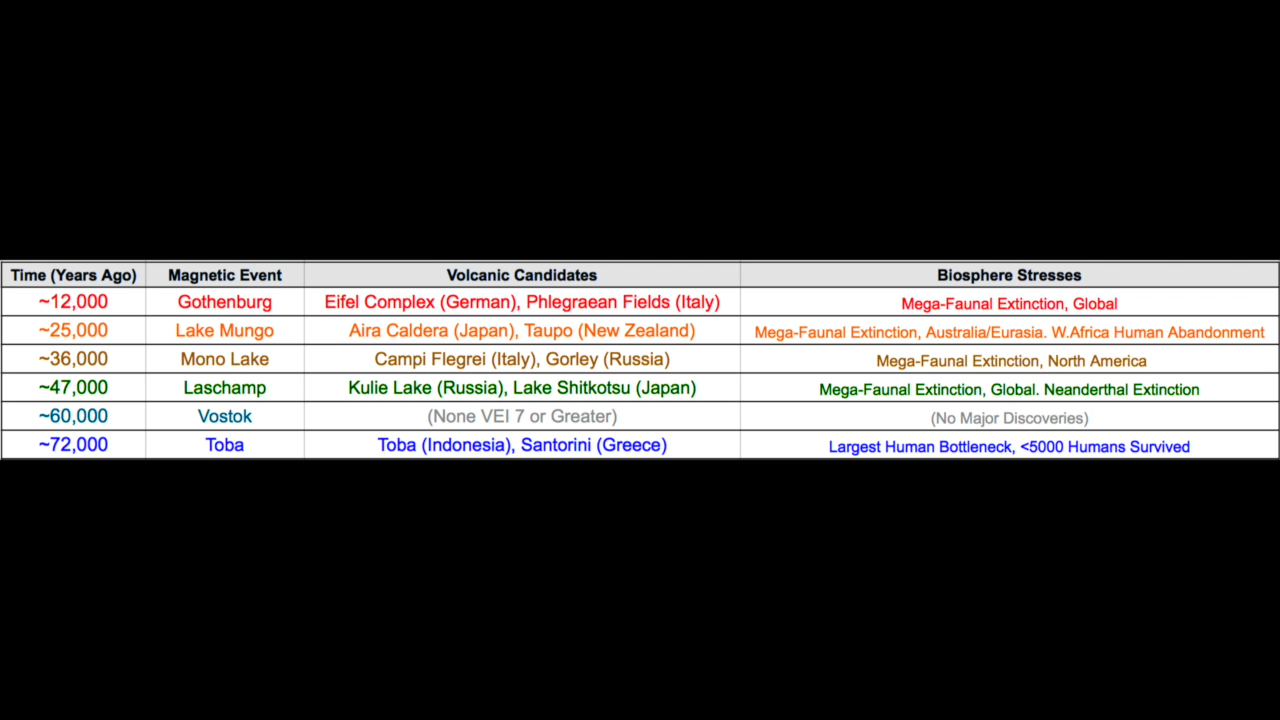 Time (Years Ago) Magnetic Event Volcanic Candidates Biosphere Stresses
~12,000 Gothenburg Eifel Complex (German), Phlegraean Fields (Italy) Mega-Faunal Extinction, Global
~25,000 Lake Mungo Aira Caldera (Japan), Taupo (New Zealand) Mega-Faunal Extinction, Australia/Eurasia. W.Africa Human Abandonment
~36,000 Mono Lake Campi Flegrei (Italy), Gorley (Russia) Mega-Faunal Extinction, North America
~47,000 Laschamp Kulie Lake (Russia), Lake Shitkotsu (Japan) Mega-Faunal Extinction, Global. Neanderthal Extinction
~60,000 Vostok (None VEI 7 or Greater) (No Major Discoveries)
~72,000 Toba Toba (Indonesia), Santorini (Greece) Largest Human Bottleneck, <5000 Humans Survived